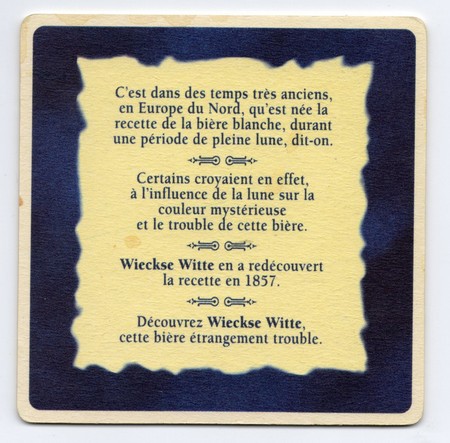 C'est dans des temps très anciens,
en Europe du Nord, qu'est née la
recette de la bière blanche, durant
une période de pleine lune, dit-on.
Certains croyaient en effet,
à l'influence de la lune sur la
couleur mystérieuse
et le trouble de cette bière.
Wieckse Witte en a redécouvert
la recette en 1857.
Découvrez Wieckse Witte,
cette bière étrangement trouble.